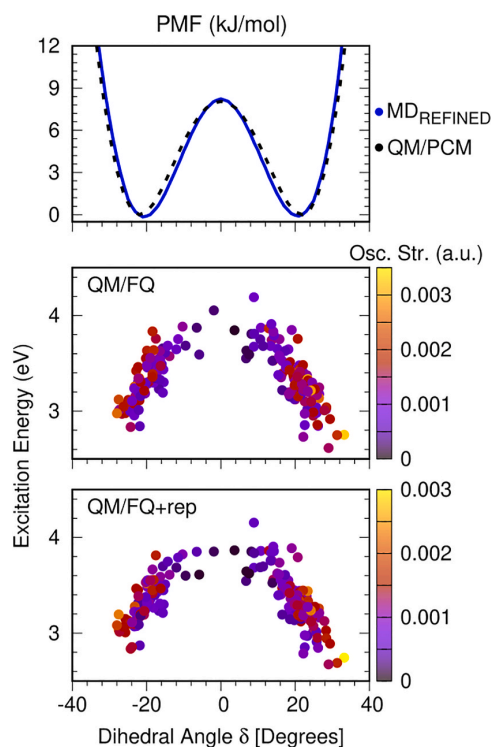 PMF (kJ/mol)
12
9
6
3
0
MD_REFINED
QM/PCM
Osc. Str. (a.u.)
QM/FQ
4
3
0.003
0.002
0.001
0
Excitation Energy (eV)
QM/FQ+rep
4
3
0.003
0.002
0.001
0
-40 -20 0 20 40
Dihedral Angle δ [Degrees]